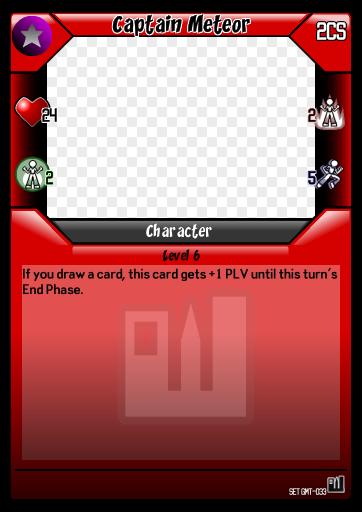 Captain Meteor
2CS
24
2
2
5
Character
Level 6
If you draw a card, this card gets +1 PLV until this turn's
End Phase.
SET GMT-033